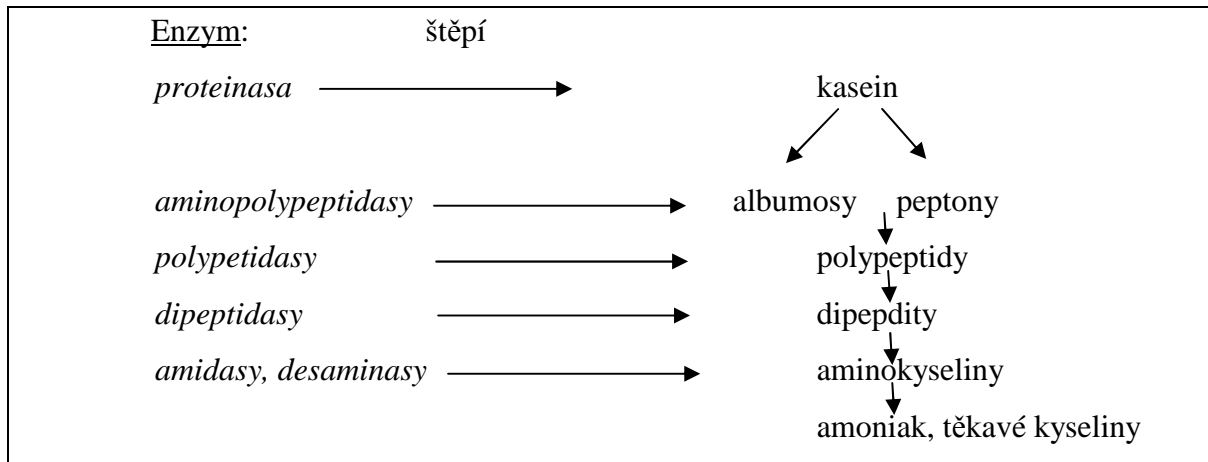 Enzym: štěpí
proteinasa kasein
aminopolypeptidasy albumosy peptony
polypetidasy polypeptidy
dipeptidasy dipepdity
amidasy, desaminasy aminokyseliny
amoniak, těkavé kyseliny